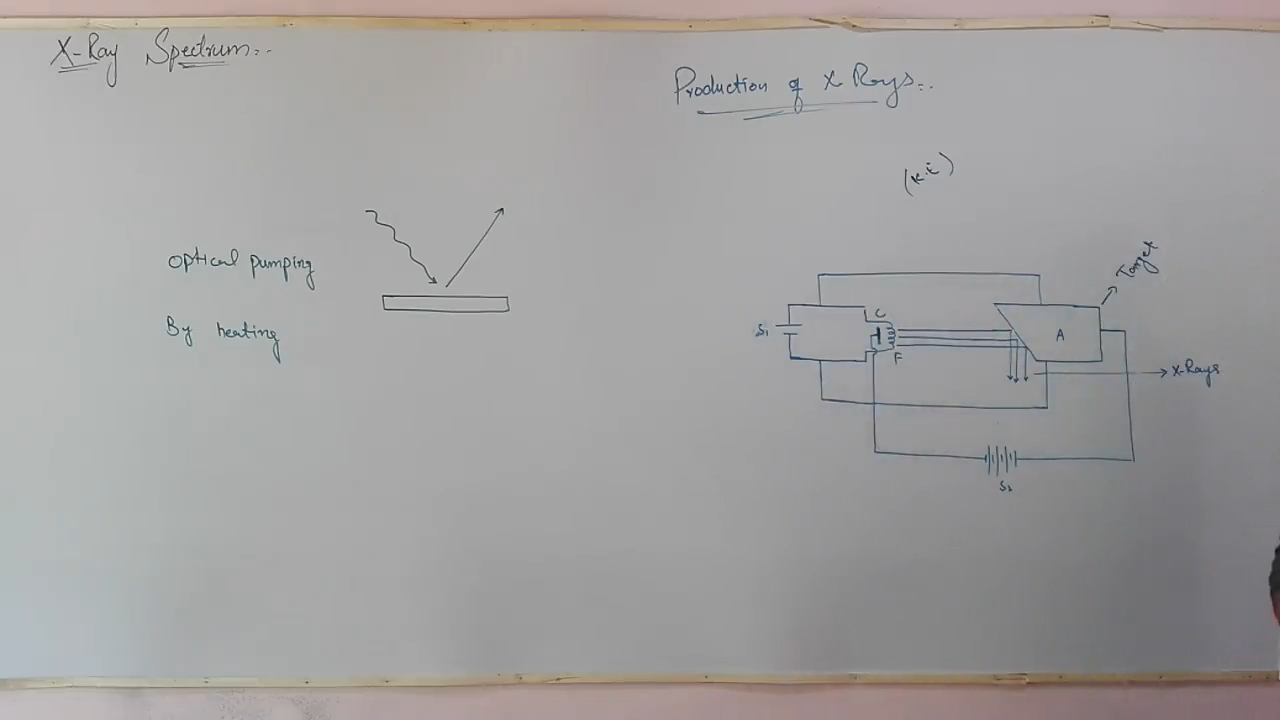 X-Ray Spectrum:-
Production of X Rays:-
(K.E)
Optical pumping
By heating
Target
S₁
C
A
F
X-Rays
S₂